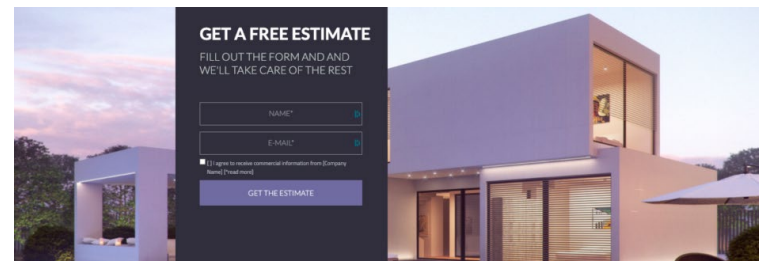 GET A FREE ESTIMATE
FILL OUT THE FORM AND AND
WE'LL TAKE CARE OF THE REST
NAME*
E-MAIL*
[ ] I agree to receive commercial information from [Company
Name] [*read more]
GET THE ESTIMATE